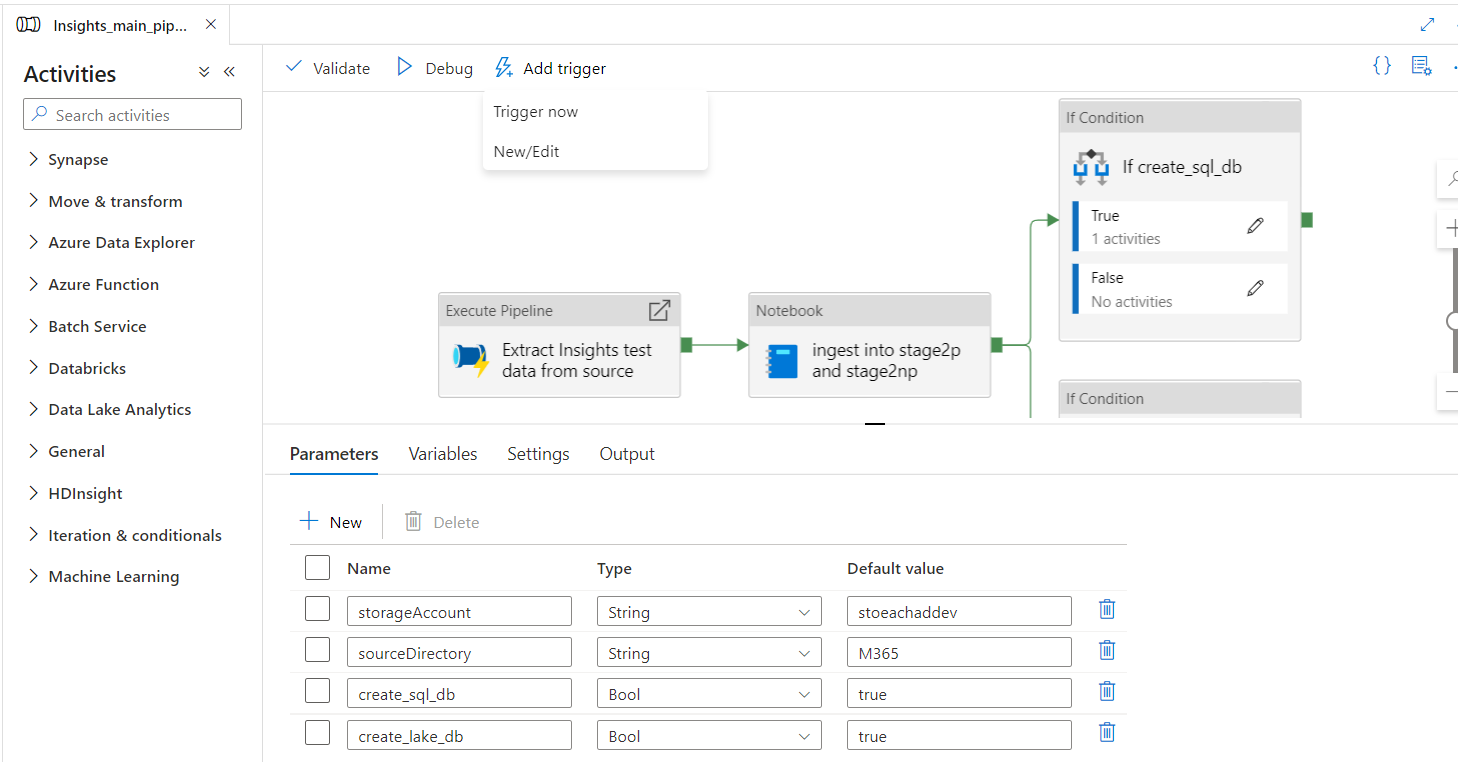 Insights_main_pip...
Activities
Search activities
Synapse
Move & transform
Azure Data Explorer
Azure Function
Batch Service
Databricks
Data Lake Analytics
General
HDInsight
Iteration & conditionals
Machine Learning
Validate
Debug
Add trigger
Trigger now
New/Edit
Execute Pipeline
Extract Insights test
data from source
Notebook
ingest into stage2p
and stage2np
If Condition
If create_sql_db
True
1 activities
False
No activities
If Condition
Parameters Variables Settings Output
New Delete
Name Type Default value
storageAccount String stoeachaddev
sourceDirectory String M365
create_sql_db Bool true
create_lake_db Bool true